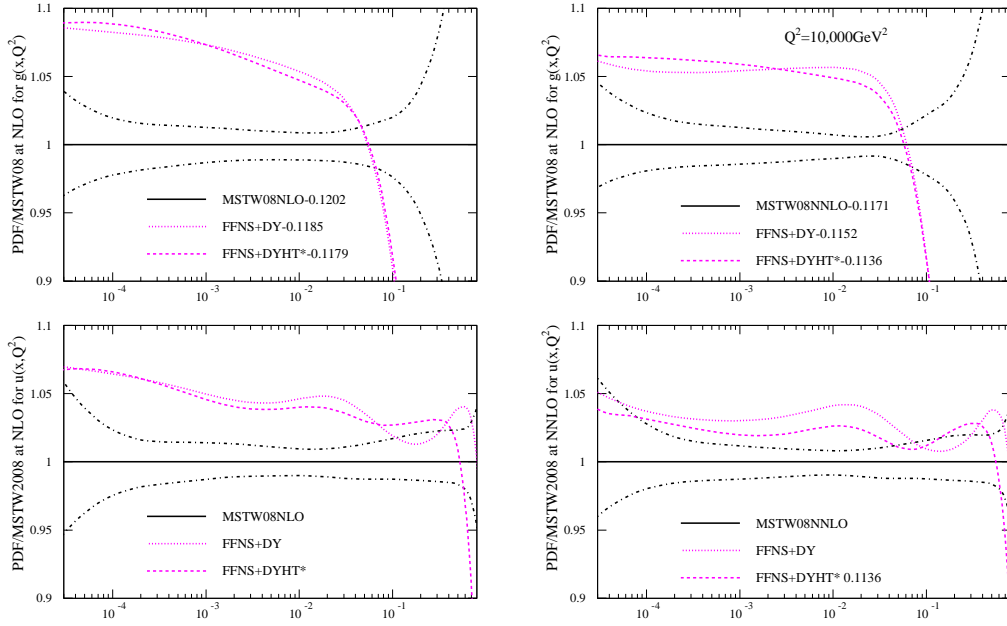 PDF/MSTW08 at NLO for g(x,Q²)
1.1
1.05
1
0.95
0.9
MSTW08NLO-0.1202
FFNS+DY-0.1185
FFNS+DYHT*-0.1179
10⁻⁴ 10⁻³ 10⁻² 10⁻¹
PDF/MSTW08 at NLO for g(x,Q²)
1.1
1.05
1
0.95
0.9
Q²=10,000GeV²
MSTW08NNLO-0.1171
FFNS+DY-0.1152
FFNS+DYHT*-0.1136
10⁻⁴ 10⁻³ 10⁻² 10⁻¹
PDF/MSTW2008 at NLO for u(x,Q²)
1.1
1.05
1
0.95
0.9
MSTW08NLO
FFNS+DY
FFNS+DYHT*
10⁻⁴ 10⁻³ 10⁻² 10⁻¹
PDF/MSTW2008 at NNLO for u(x,Q²)
1.1
1.05
1
0.95
0.9
MSTW08NNLO
FFNS+DY
FFNS+DYHT* 0.1136
10⁻⁴ 10⁻³ 10⁻² 10⁻¹